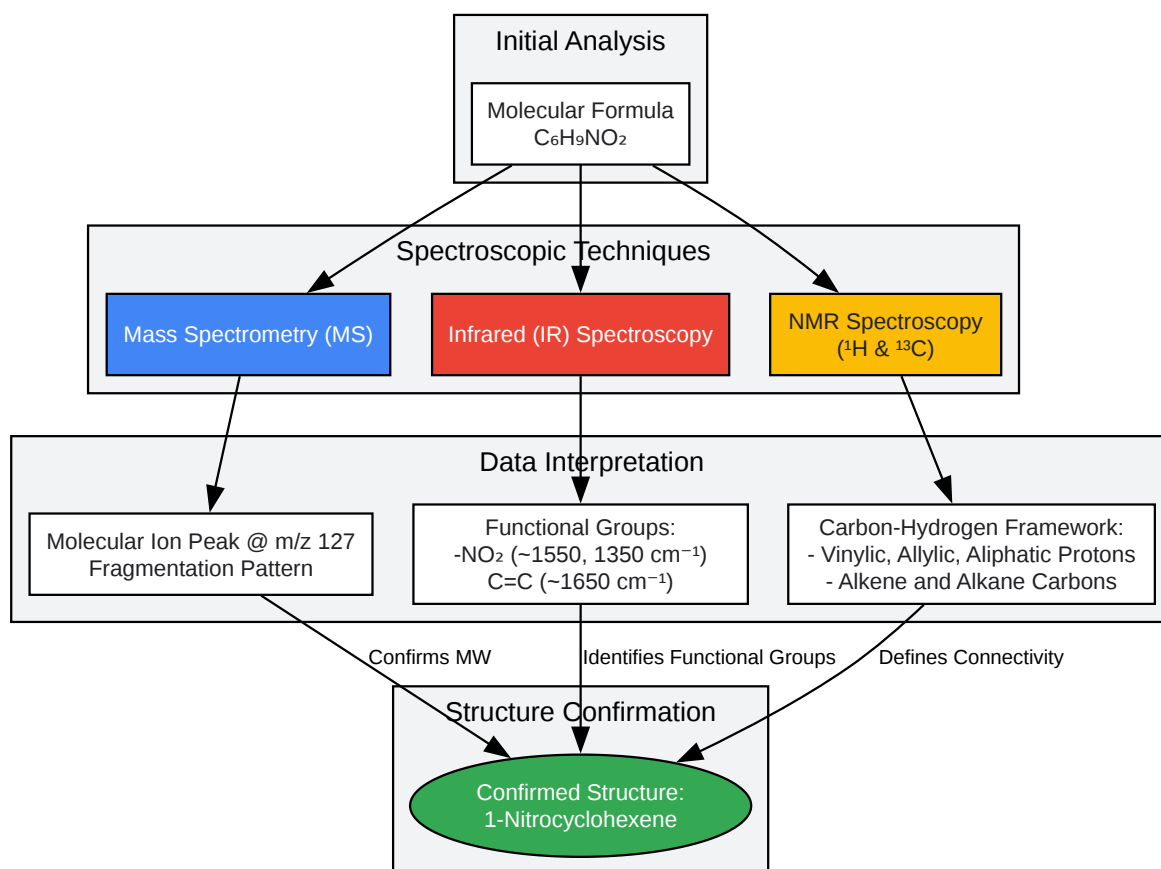 Initial Analysis
Molecular Formula
C₆H₉NO₂
Spectroscopic Techniques
Mass Spectrometry (MS)
Infrared (IR) Spectroscopy
NMR Spectroscopy
(¹H & ¹³C)
Data Interpretation
Molecular Ion Peak @ m/z 127
Fragmentation Pattern
Functional Groups:
-NO₂ (~1550, 1350 cm⁻¹)
C=C (~1650 cm⁻¹)
Carbon-Hydrogen Framework:
- Vinylic, Allylic, Aliphatic Protons
- Alkene and Alkane Carbons
Confirms MW
Identifies Functional Groups
Defines Connectivity
Structure Confirmation
Confirmed Structure:
1-Nitrocyclohexene